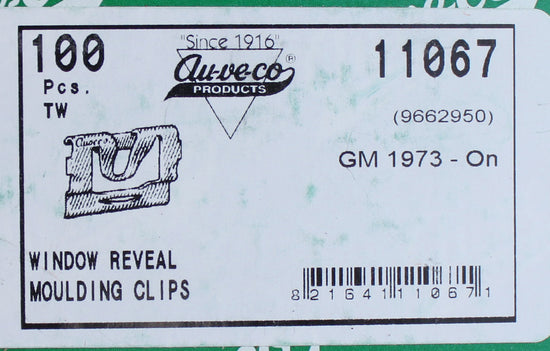 100
Pcs.
TW
"Since 1916"
Au-ve-co®
PRODUCTS
11067
(9662950)
GM 1973 - On
Auveco
WINDOW REVEAL
MOULDING CLIPS
8 21641 11067 1